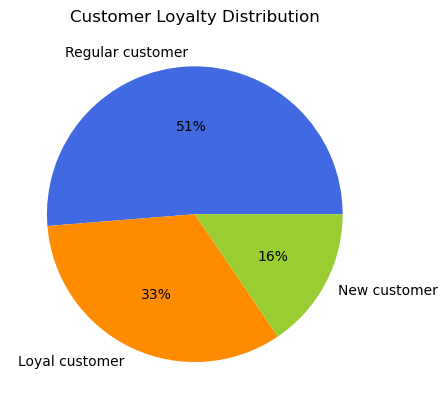 Customer Loyalty Distribution
Regular customer
51%
16%
33%
New customer
Loyal customer